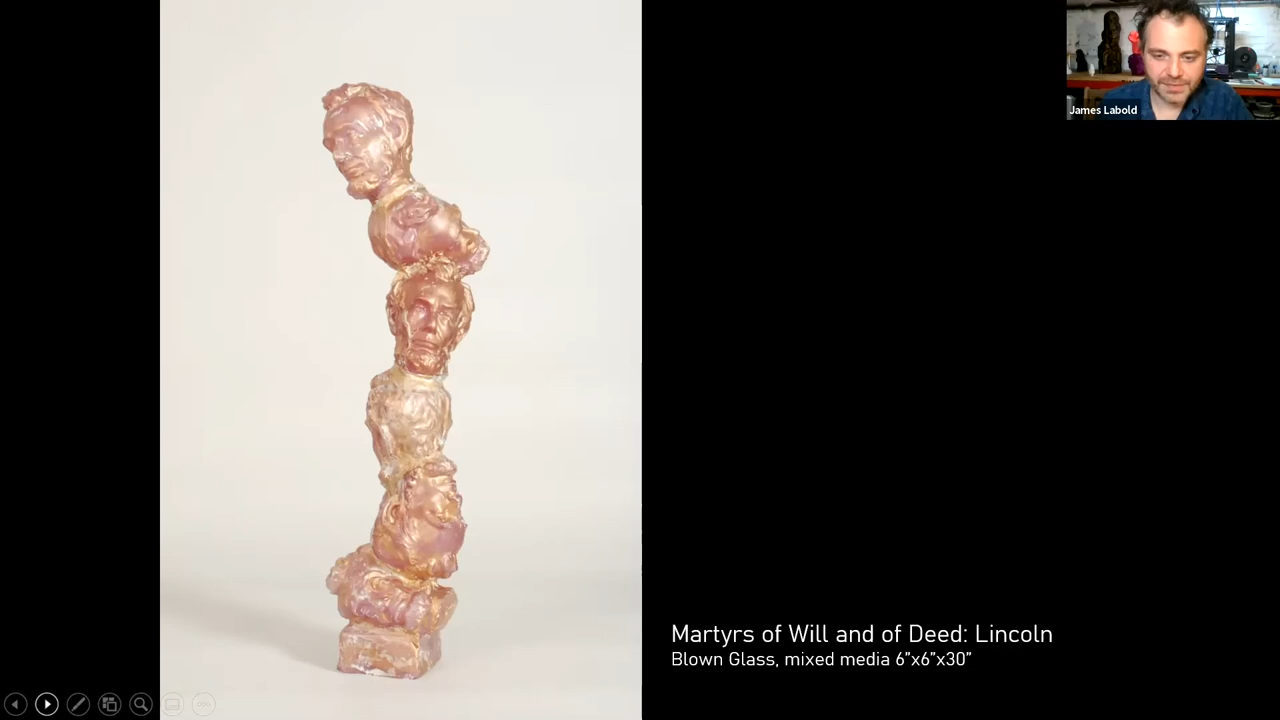 James Labold
Martyrs of Will and of Deed: Lincoln
Blown Glass, mixed media 6”x6”x30”